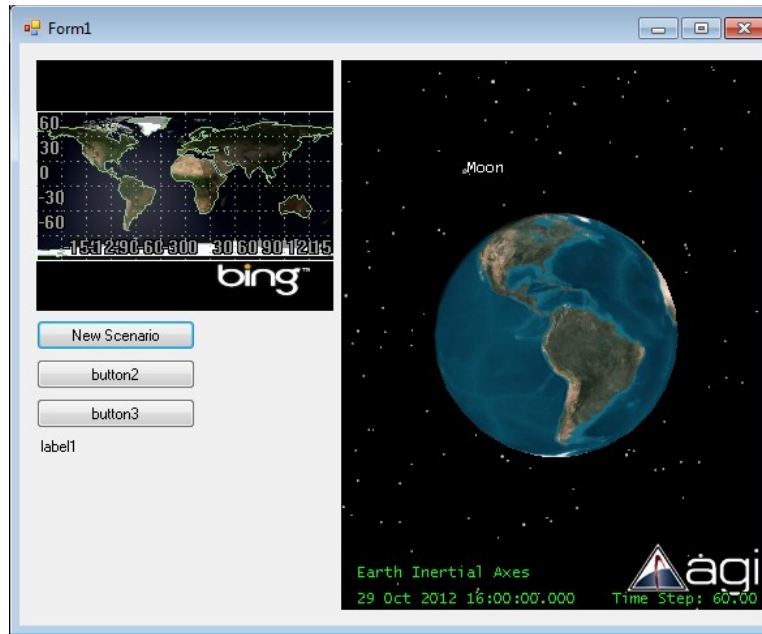 Form1
60
30
0
-30
-60
bing™
New Scenario
button2
button3
label1
Moon
agi
Earth Inertial Axes
29 Oct 2012 16:00:00.000 Time Step: 60.00